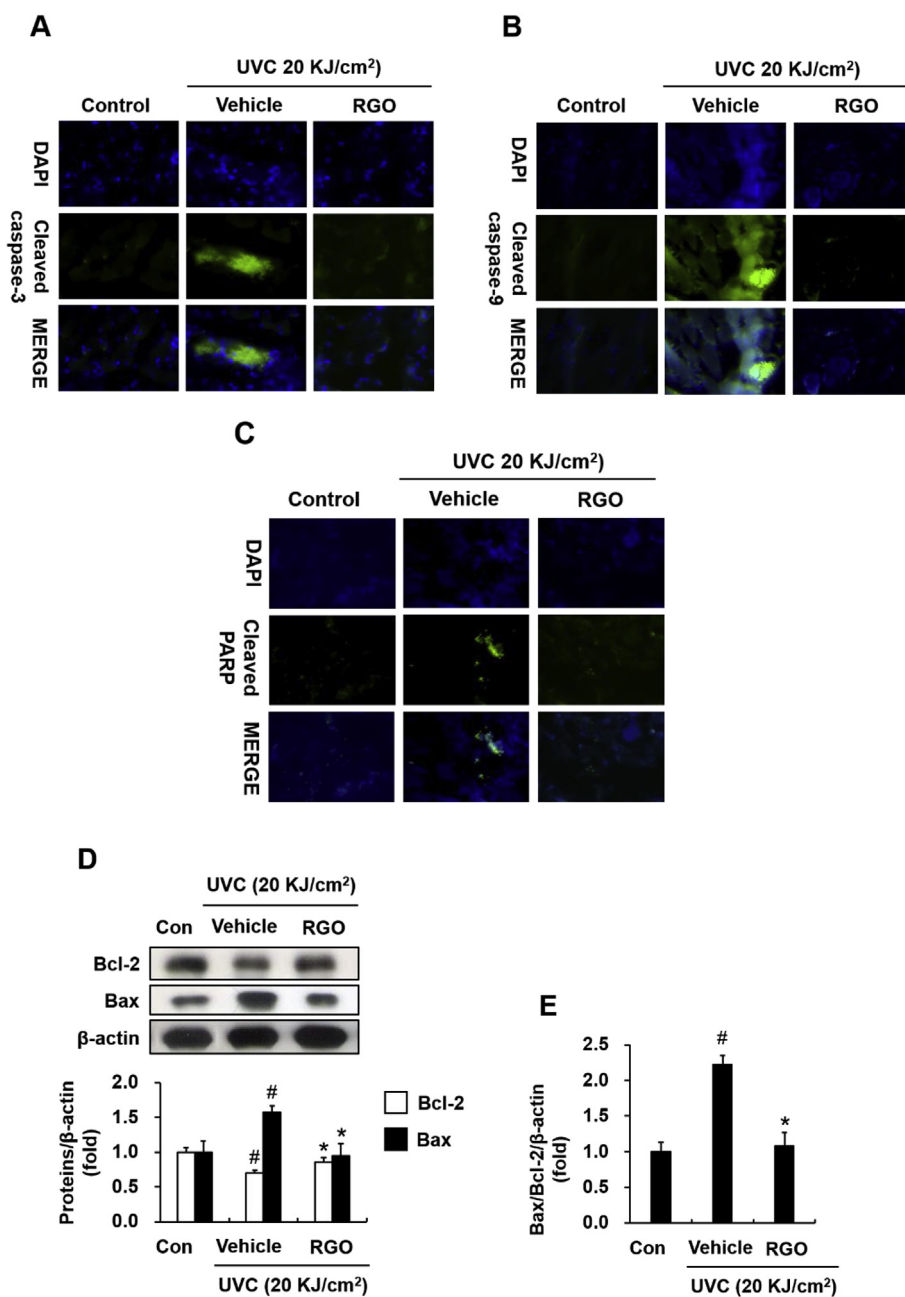 A
UVC 20 KJ/cm²)
Control Vehicle RGO
DAPI
Cleaved
caspase-3
MERGE
B
UVC 20 KJ/cm²)
Control Vehicle RGO
DAPI
Cleaved
caspase-9
MERGE
C
UVC 20 KJ/cm²)
Control Vehicle RGO
DAPI
Cleaved
PARP
MERGE
D
UVC (20 KJ/cm²)
Con Vehicle RGO
Bcl-2
Bax
β-actin
Proteins/β-actin
(fold)
2.0
1.5
1.0
0.5
0.0
# # * *
Bcl-2
Bax
Con Vehicle RGO
UVC (20 KJ/cm²)
E
Bax/Bcl-2/β-actin
(fold)
2.5
2.0
1.5
1.0
0.5
0.0
# *
Con Vehicle RGO
UVC (20 KJ/cm²)